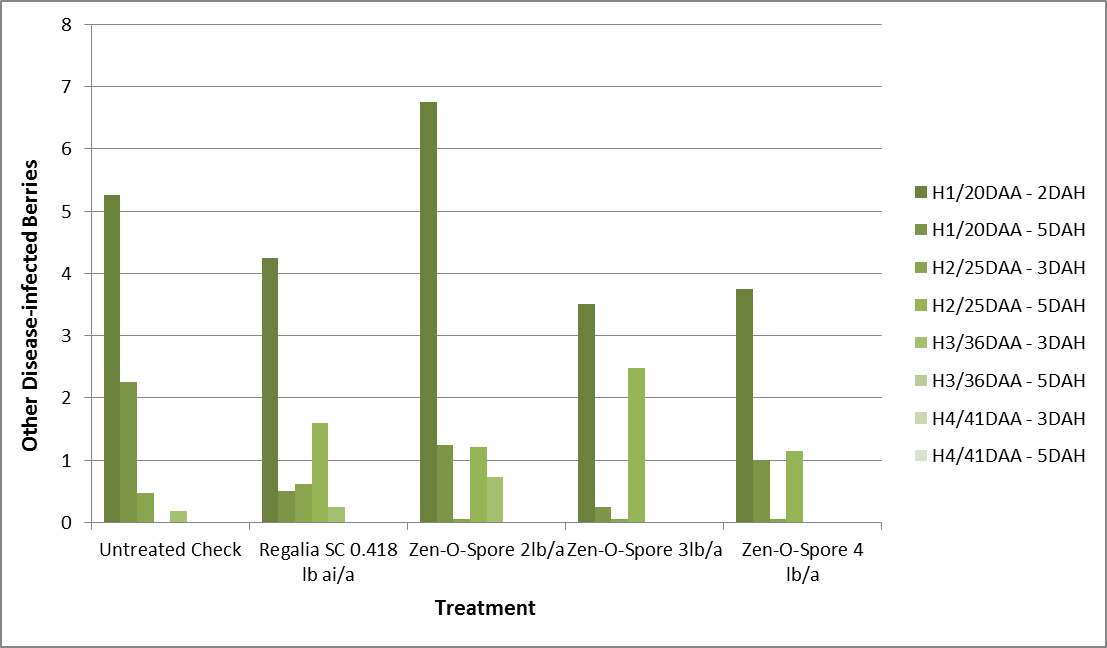 8
7
6
5
4
3
2
1
0
Other Disease-infected Berries
Untreated Check
Regalia SC 0.418
lb ai/a
Zen-O-Spore 2lb/a
Zen-O-Spore 3lb/a
Zen-O-Spore 4
lb/a
Treatment
H1/20DAA - 2DAH
H1/20DAA - 5DAH
H2/25DAA - 3DAH
H2/25DAA - 5DAH
H3/36DAA - 3DAH
H3/36DAA - 5DAH
H4/41DAA - 3DAH
H4/41DAA - 5DAH